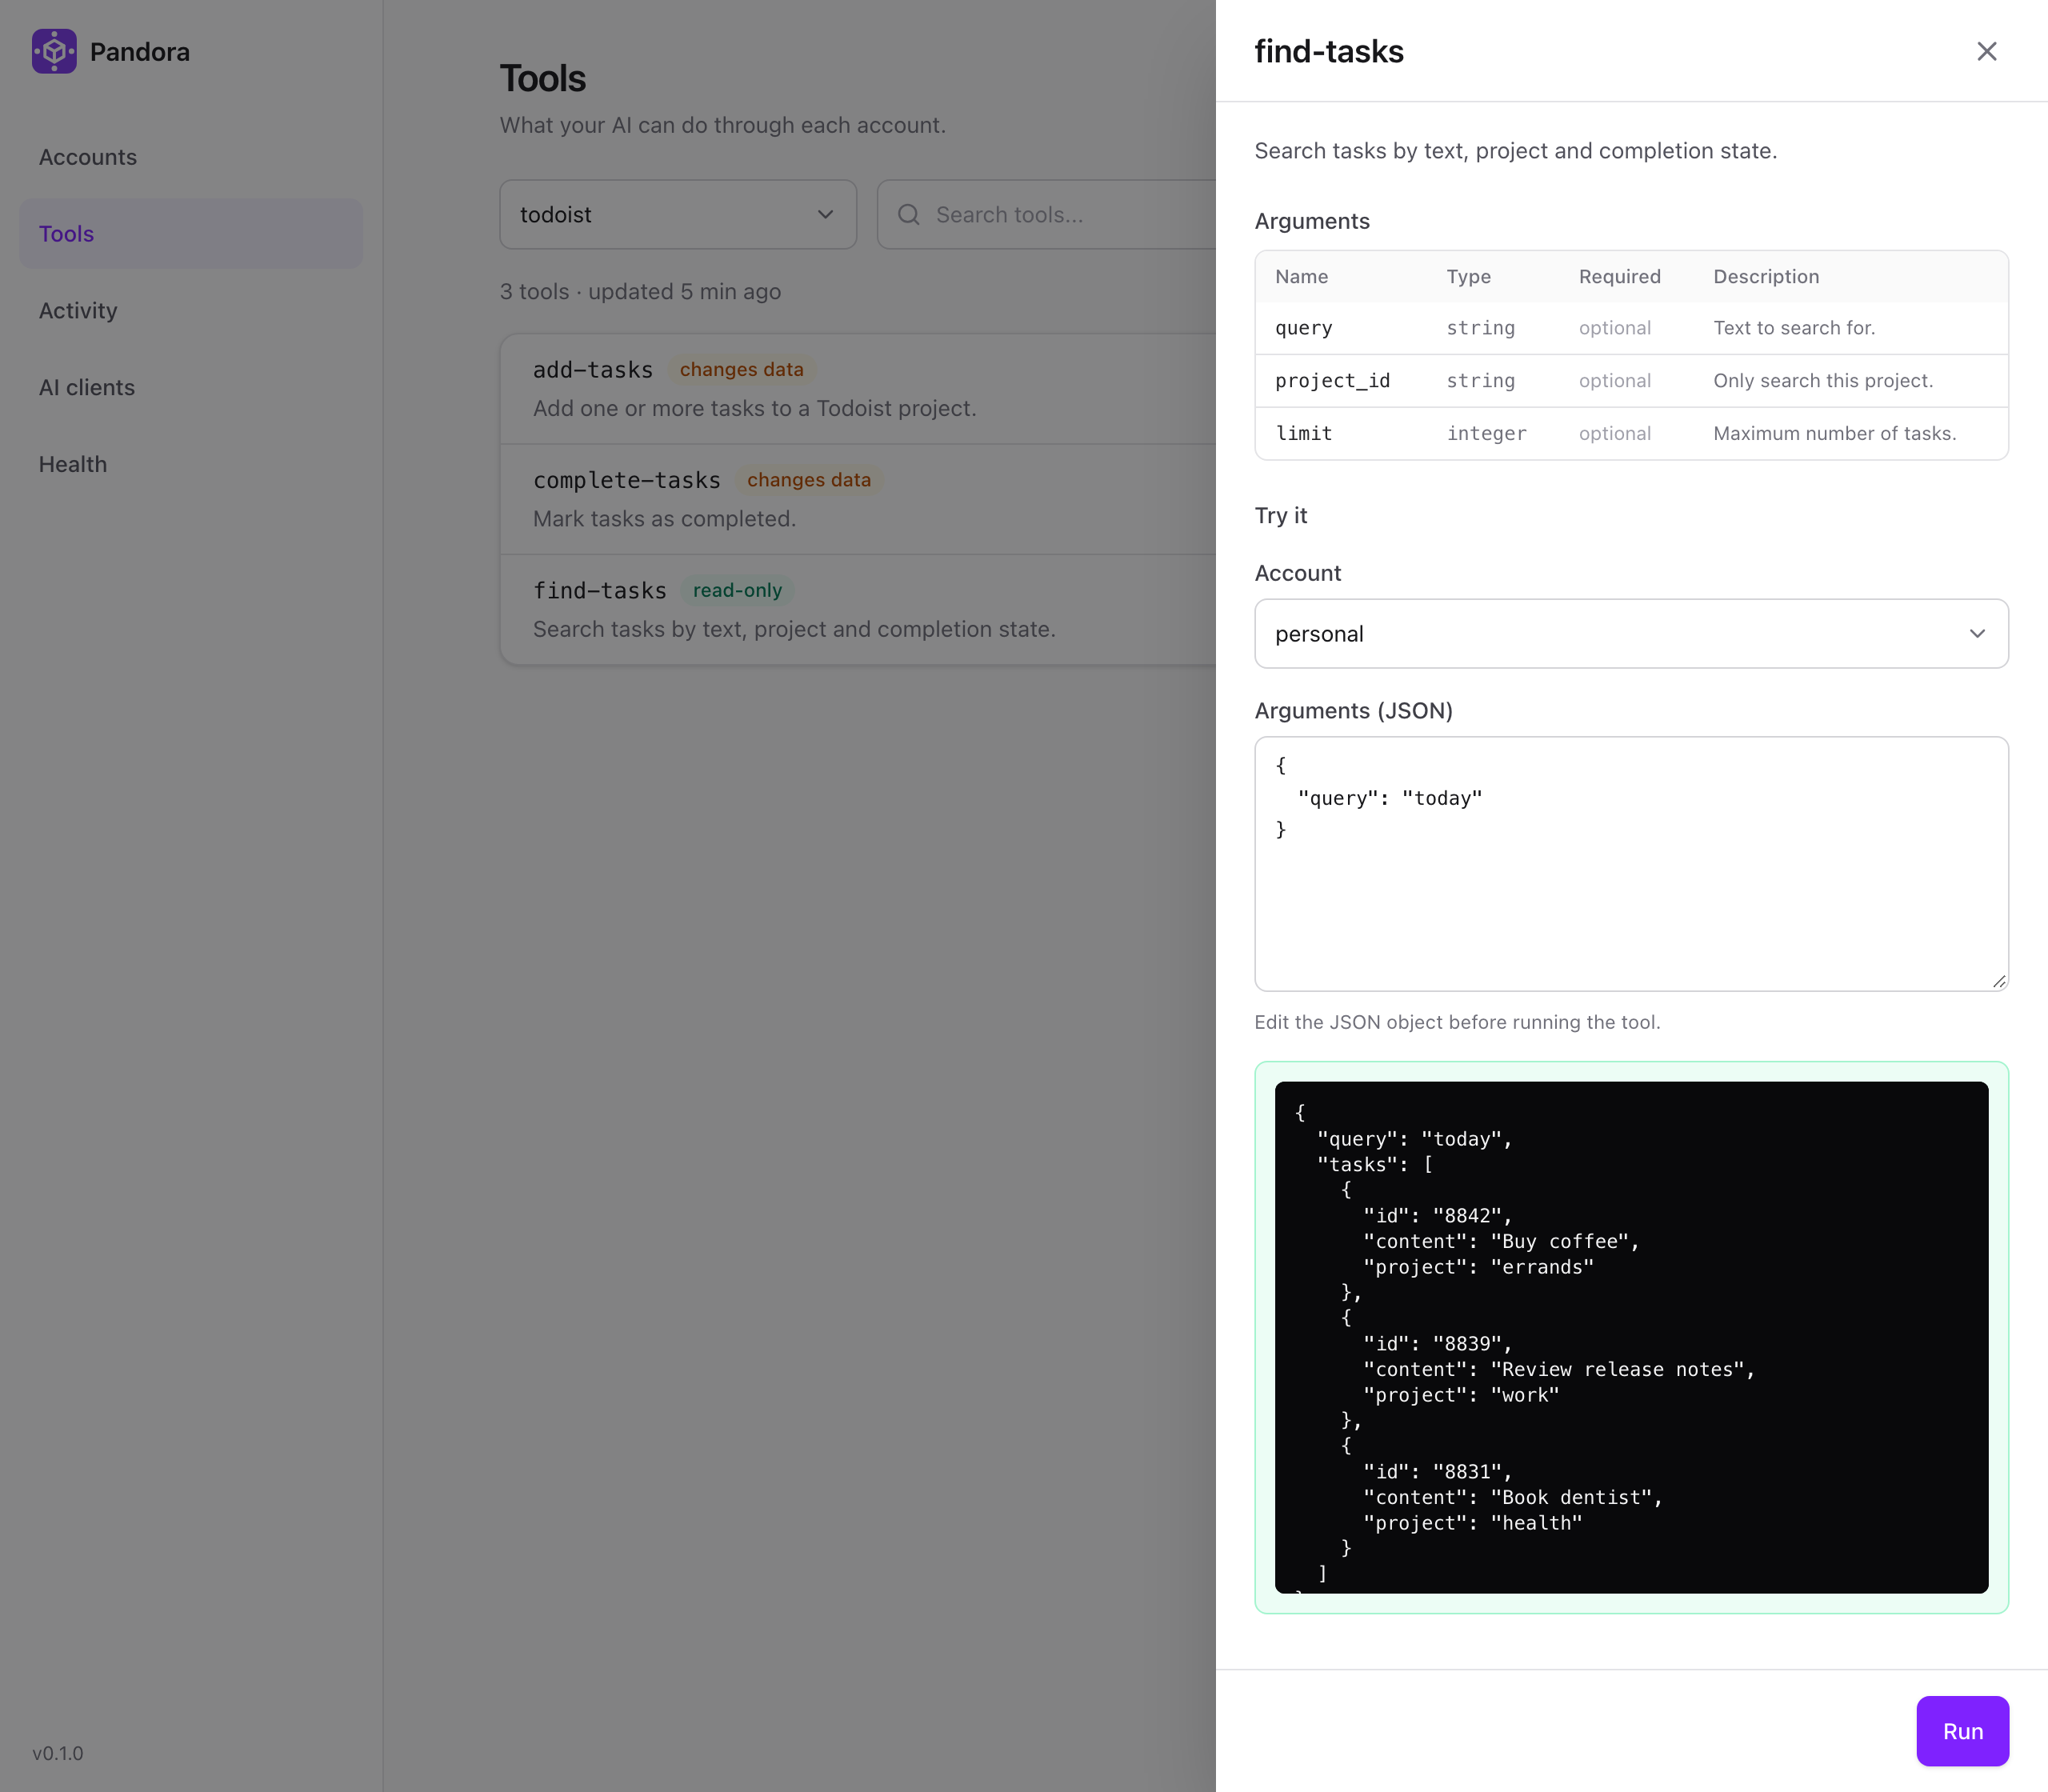 Pandora
Accounts
Tools
Activity
AI clients
Health
v0.1.0
Tools
What your AI can do through each account.
todoist
Search tools...
3 tools · updated 5 min ago
add-tasks changes data
Add one or more tasks to a Todoist project.
complete-tasks changes data
Mark tasks as completed.
find-tasks read-only
Search tasks by text, project and completion state.
find-tasks
Search tasks by text, project and completion state.
Arguments
Name Type Required Description
query string optional Text to search for.
project_id string optional Only search this project.
limit integer optional Maximum number of tasks.
Try it
Account
personal
Arguments (JSON)
{
  "query": "today"
}
Edit the JSON object before running the tool.
{
  "query": "today",
  "tasks": [
    {
      "id": "8842",
      "content": "Buy coffee",
      "project": "errands"
    },
    {
      "id": "8839",
      "content": "Review release notes",
      "project": "work"
    },
    {
      "id": "8831",
      "content": "Book dentist",
      "project": "health"
    }
  ]
Run